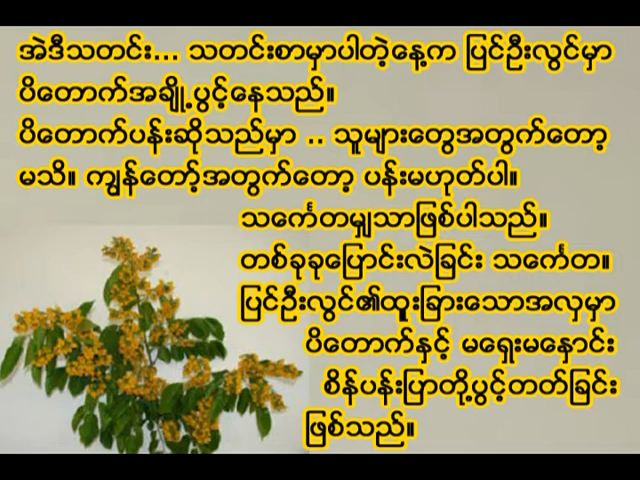 အဲဒီသတင်း... သတင်းစာမှာပါတဲ့နေ့က ပြင်ဦးလွင်မှာ
ပိတောက်အချို့ပွင့်နေသည်။
ပိတောက်ပန်းဆိုသည်မှာ .. သူများတွေအတွက်တော့
မသိ။ ကျွန်တော့်အတွက်တော့ ပန်းမဟုတ်ပါ။
သင်္ကေတမျှသာဖြစ်ပါသည်။
တစ်ခုခုပြောင်းလဲခြင်း သင်္ကေတ။
ပြင်ဦးလွင်၏ထူးခြားသောအလှမှာ
ပိတောက်နှင့် မရှေးမနှောင်း
စိန်ပန်းပြာတို့ပွင့်တတ်ခြင်း
ဖြစ်သည်။